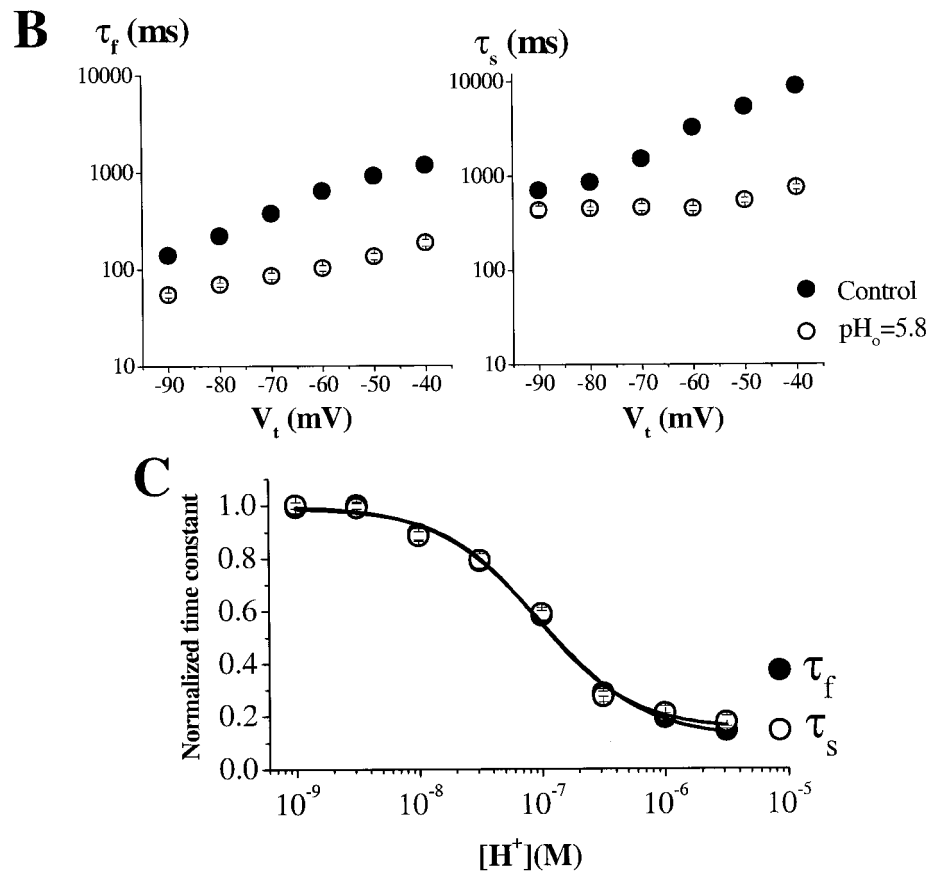 B
τf (ms)
10000
1000
100
10
-90 -80 -70 -60 -50 -40
Vt (mV)
τs (ms)
10000
1000
100
10
-90 -80 -70 -60 -50 -40
Vt (mV)
Control
pHo=5.8
C
Normalized time constant
1.0
0.8
0.6
0.4
0.2
0.0
10-9 10-8 10-7 10-6 10-5
[H+](M)
τf
τs